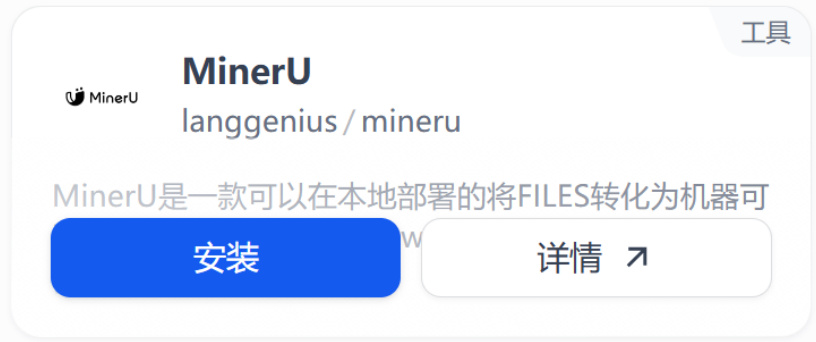 工具
MinerU
MinerU
langgenius / mineru
MinerU是一款可以在本地部署的将FILES转化为机器可
安装
详情